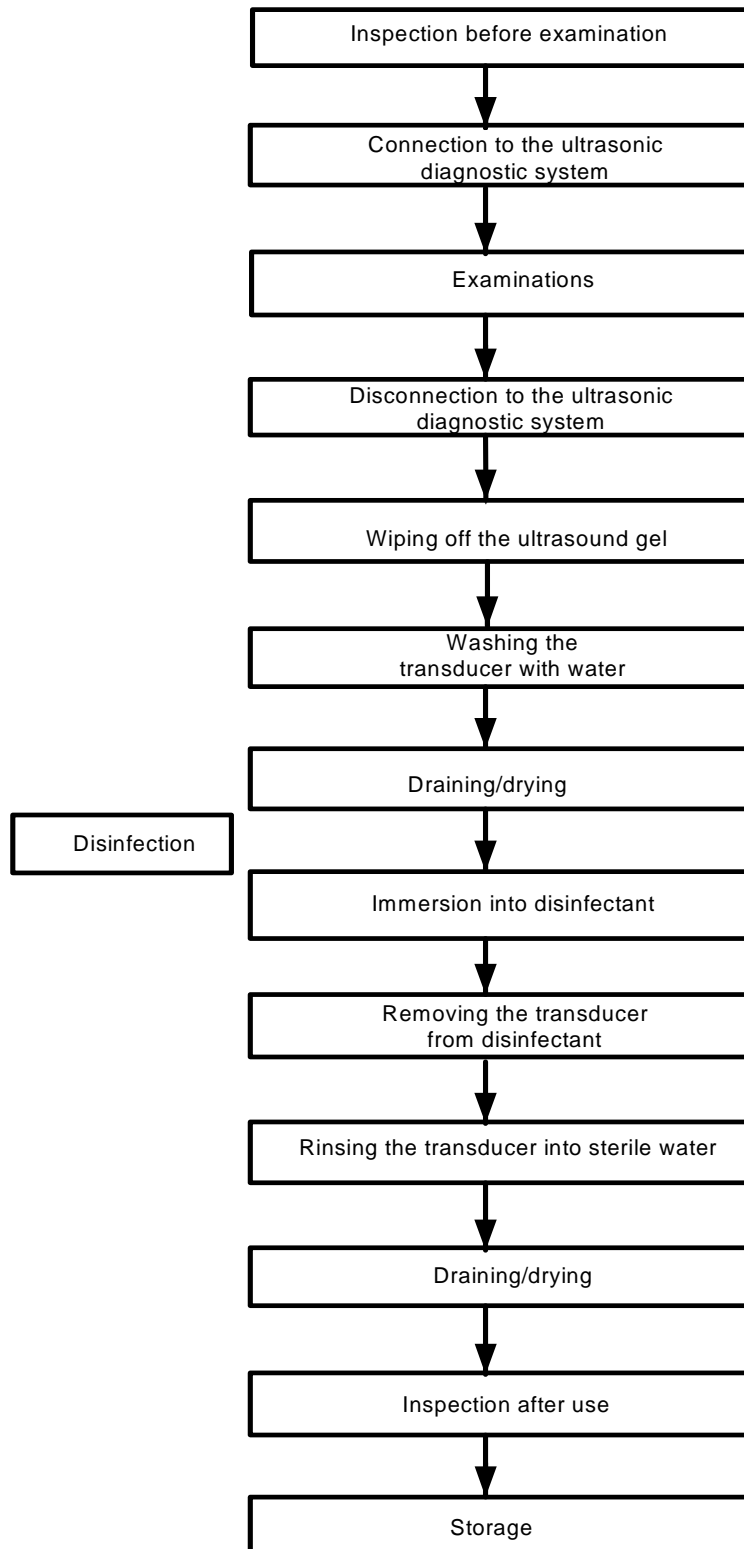 Inspection before examination
Connection to the ultrasonic
diagnostic system
Examinations
Disconnection to the ultrasonic
diagnostic system
Wiping off the ultrasound gel
Washing the
transducer with water
Draining/drying
Disinfection
Immersion into disinfectant
Removing the transducer
from disinfectant
Rinsing the transducer into sterile water
Draining/drying
Inspection after use
Storage